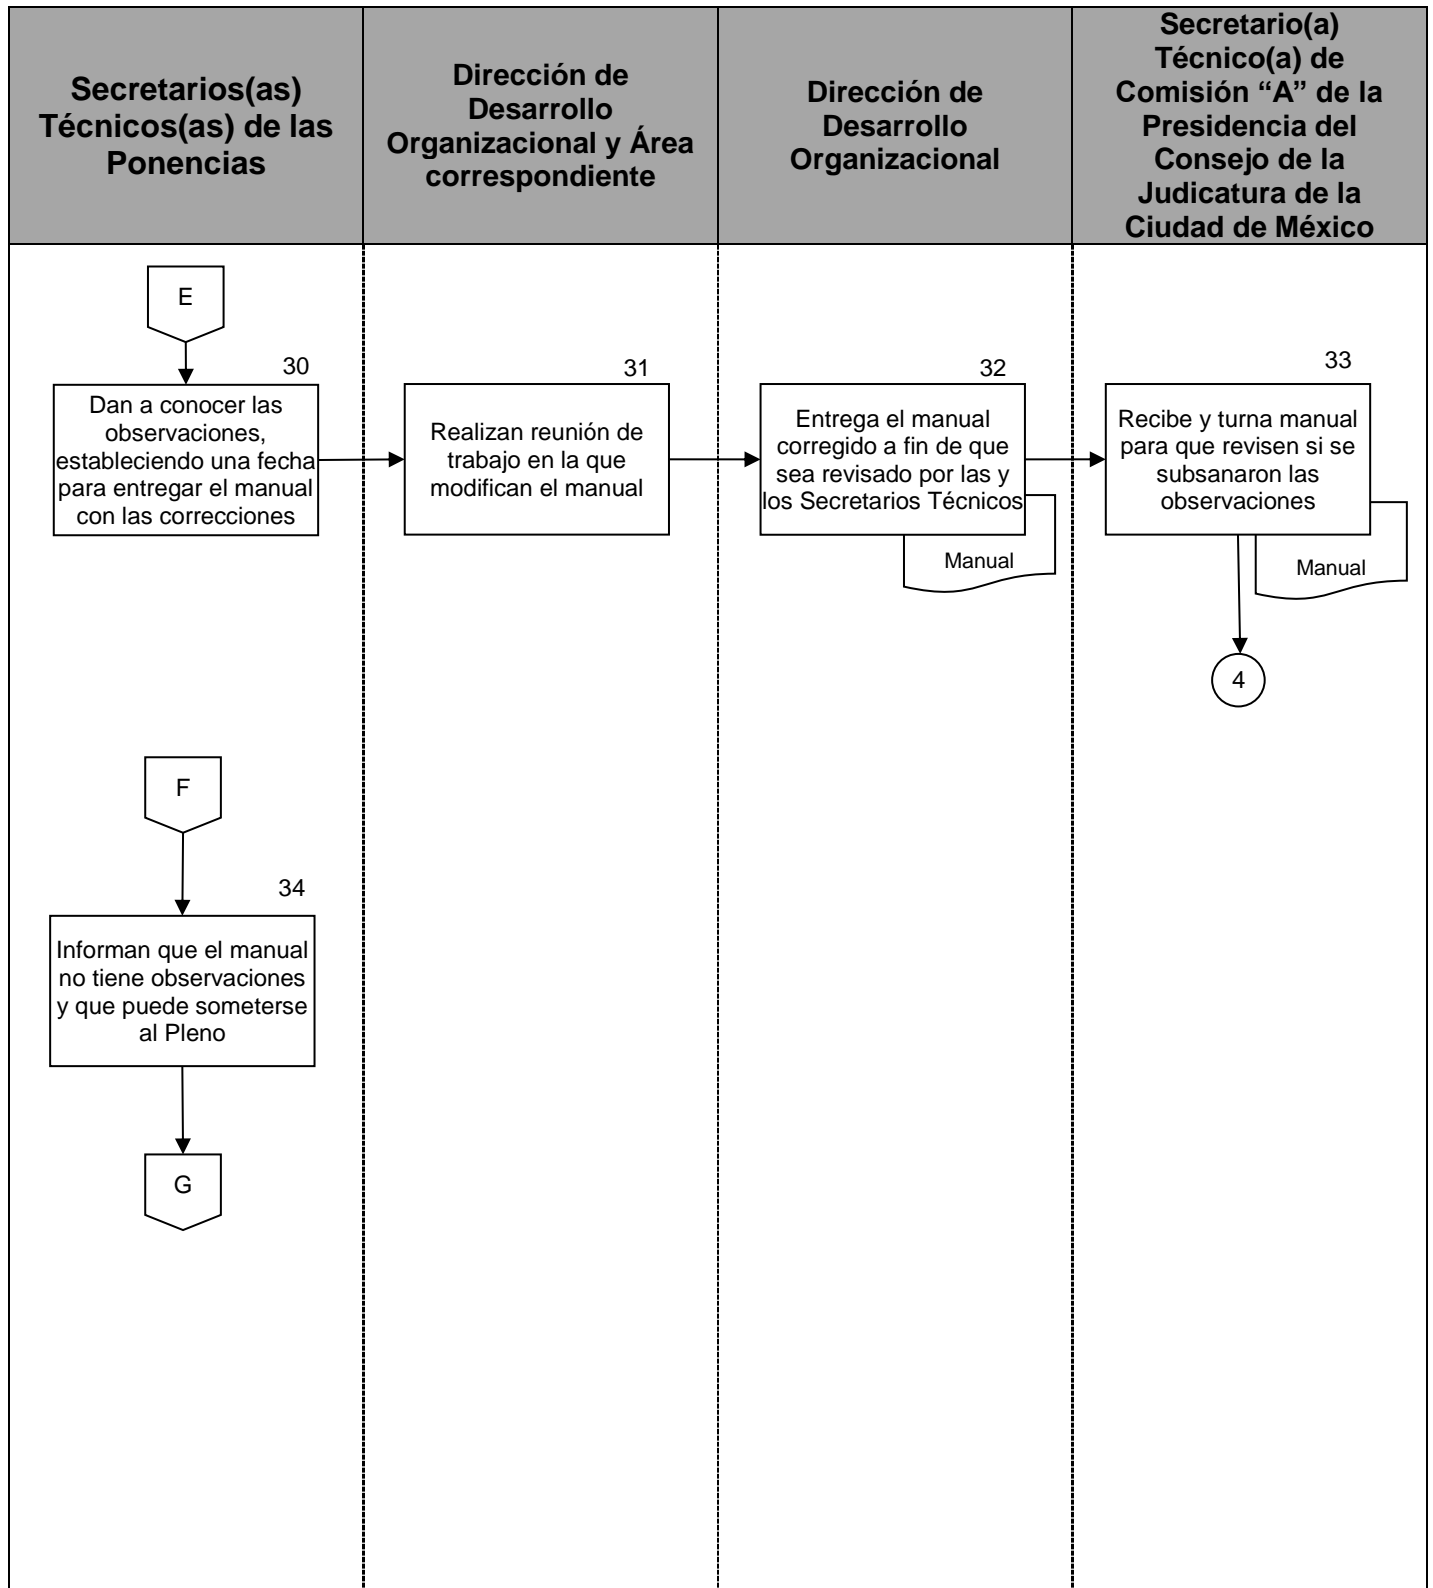 Secretarios(as)
Técnicos(as) de las
Ponencias
Dirección de
Desarrollo
Organizacional y Área
correspondiente
Dirección de
Desarrollo
Organizacional
Secretario(a)
Técnico(a) de
Comisión “A” de la
Presidencia del
Consejo de la
Judicatura de la
Ciudad de México
E
30
Dan a conocer las
observaciones,
estableciendo una fecha
para entregar el manual
con las correcciones
31
Realizan reunión de
trabajo en la que
modifican el manual
32
Entrega el manual
corregido a fin de que
sea revisado por las y
los Secretarios Técnicos
Manual
33
Recibe y turna manual
para que revisen si se
subsanaron las
observaciones
Manual
4
F
34
Informan que el manual
no tiene observaciones
y que puede someterse
al Pleno
G